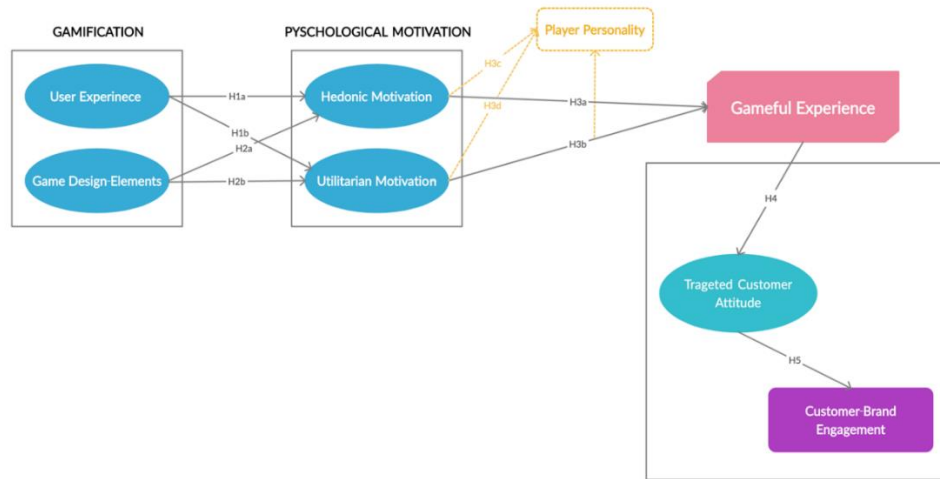 GAMIFICATION
PYSCHOLOGICAL MOTIVATION
Player Personality
User Experinece
H1a
Hedonic Motivation
H3c
H3d
H3a
Gameful Experience
H1b
H2a
Game Design Elements
H2b
Utilitarian Motivation
H3b
H4
Trageted Customer
Attitude
H5
Customer-Brand
Engagement